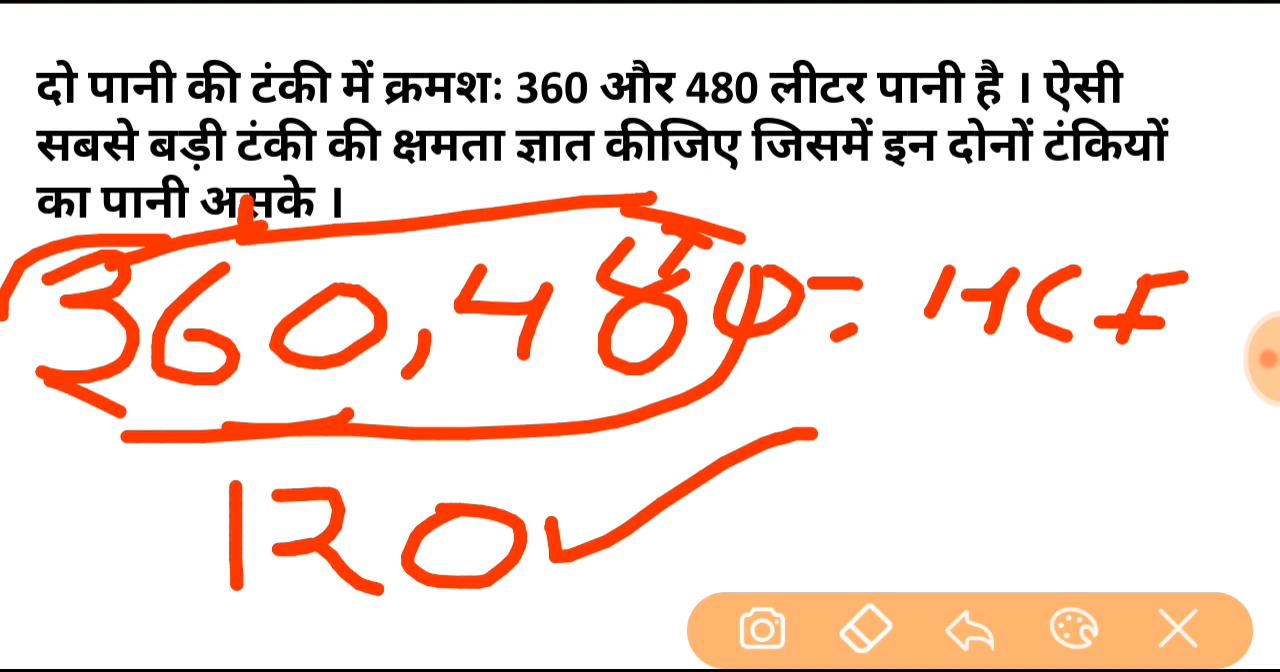 दो पानी की टंकी में क्रमशः 360 और 480 लीटर पानी है । ऐसी
सबसे बड़ी टंकी की क्षमता ज्ञात कीजिए जिसमें इन दोनों टंकियों
का पानी असके ।
360, 480 = HCF
120